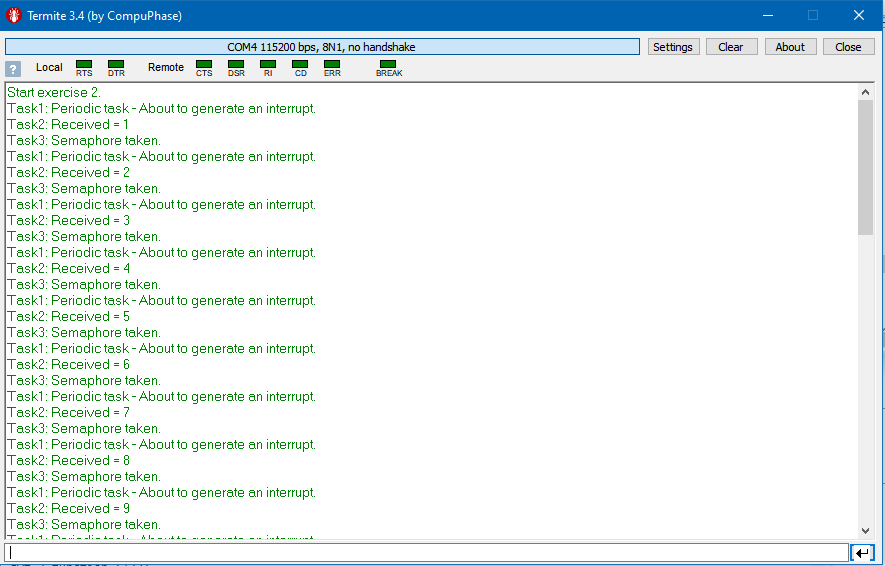 Termite 3.4 (by CompuPhase)
COM4 115200 bps, 8N1, no handshake
Settings
Clear
About
Close
?
Local
RTS
DTR
Remote
CTS
DSR
RI
CD
ERR
BREAK
Start exercise 2.
Task1: Periodic task - About to generate an interrupt.
Task2: Received = 1
Task3: Semaphore taken.
Task1: Periodic task - About to generate an interrupt.
Task2: Received = 2
Task3: Semaphore taken.
Task1: Periodic task - About to generate an interrupt.
Task2: Received = 3
Task3: Semaphore taken.
Task1: Periodic task - About to generate an interrupt.
Task2: Received = 4
Task3: Semaphore taken.
Task1: Periodic task - About to generate an interrupt.
Task2: Received = 5
Task3: Semaphore taken.
Task1: Periodic task - About to generate an interrupt.
Task2: Received = 6
Task3: Semaphore taken.
Task1: Periodic task - About to generate an interrupt.
Task2: Received = 7
Task3: Semaphore taken.
Task1: Periodic task - About to generate an interrupt.
Task2: Received = 8
Task3: Semaphore taken.
Task1: Periodic task - About to generate an interrupt.
Task2: Received = 9
Task3: Semaphore taken.
Task1: Periodic task - About to generate an interrupt.